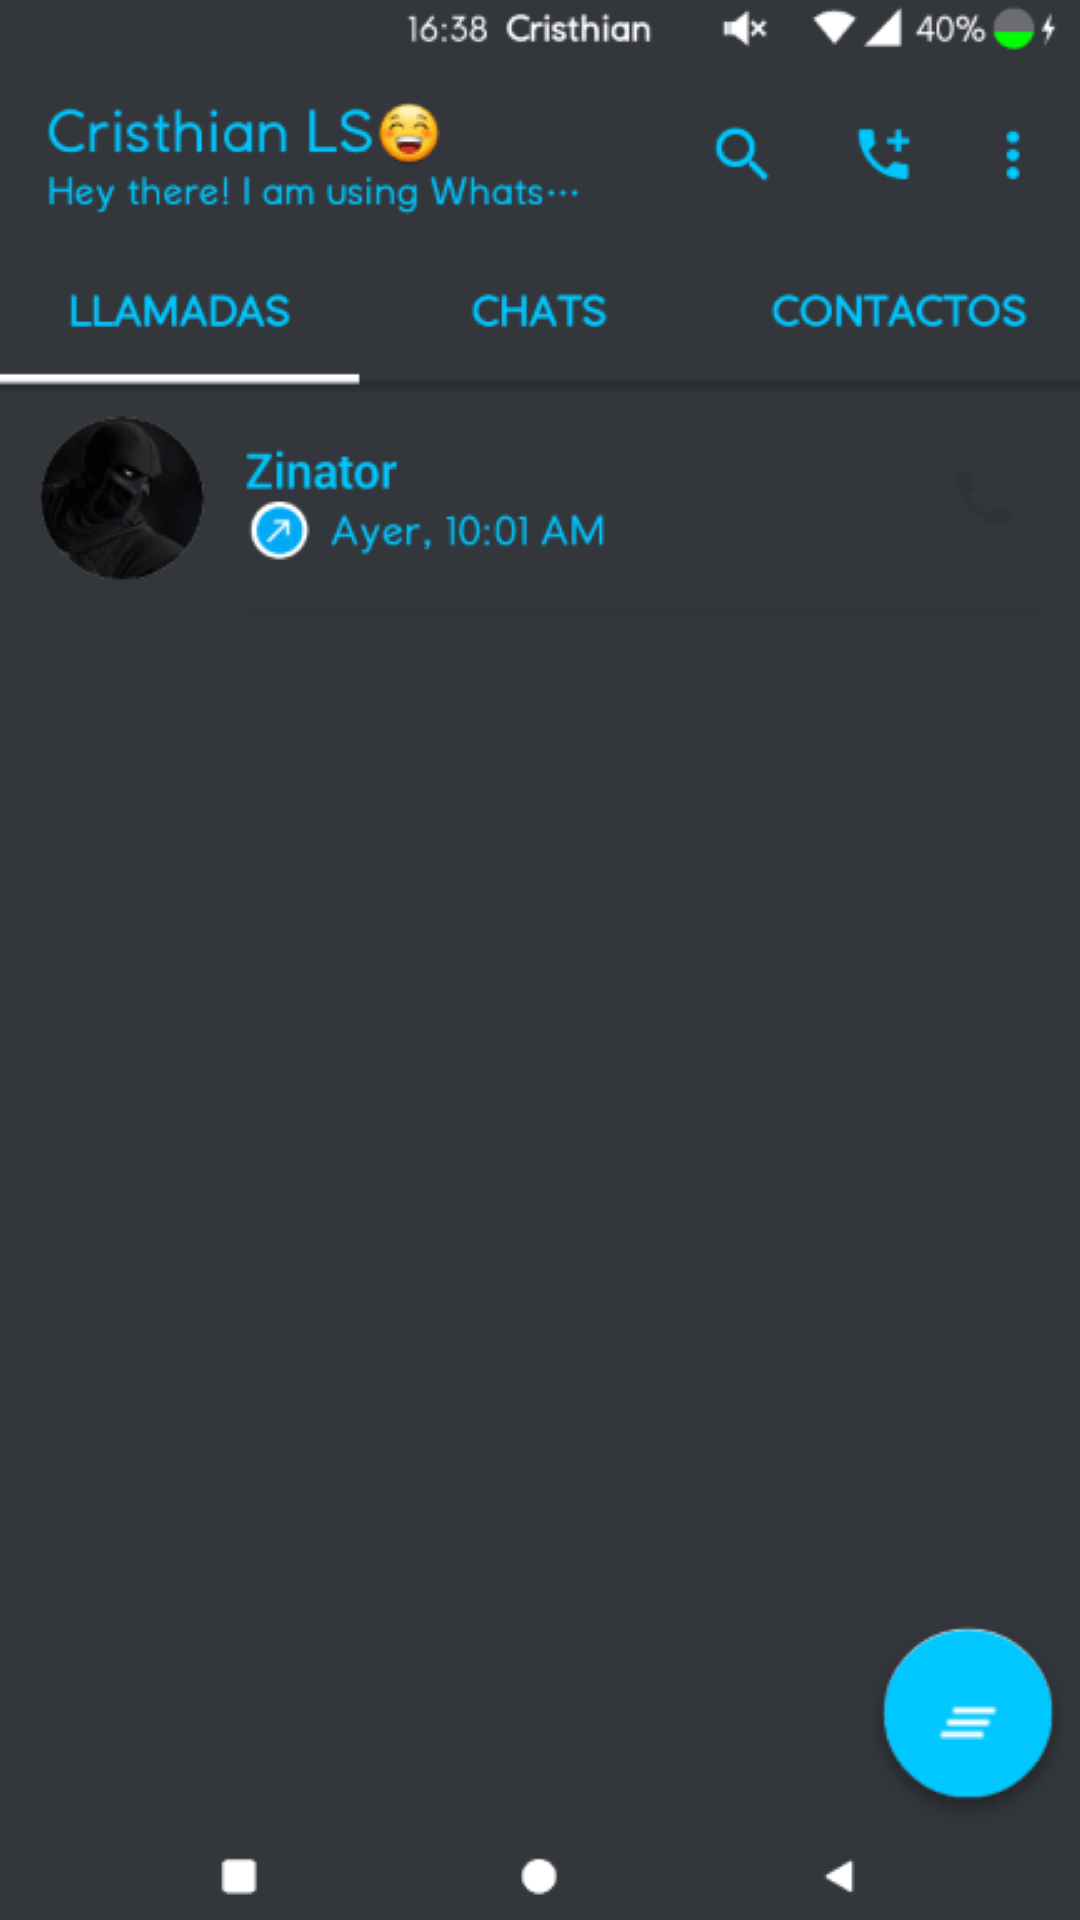 16:38 Cristhian 40%
Cristhian LS😁
Hey there! I am using Whats···
LLAMADAS CHATS CONTACTOS
Zinator
Ayer, 10:01 AM